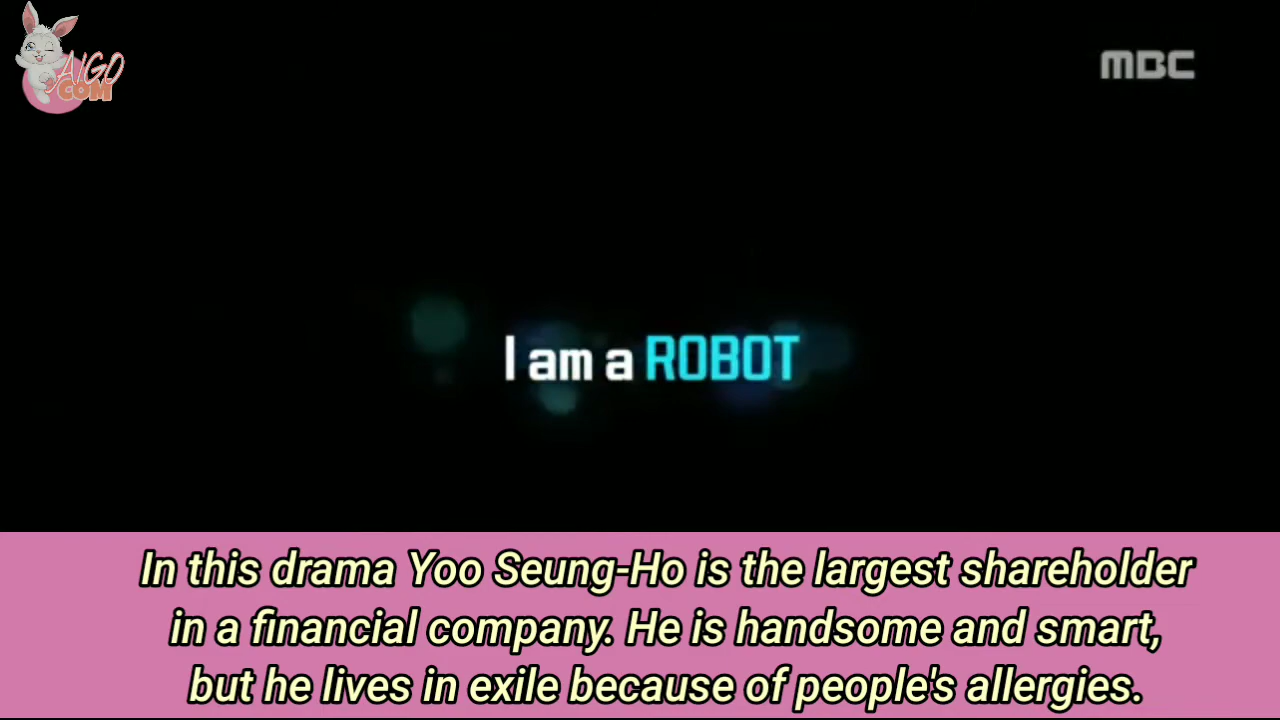 AIGO
COM
MBC
I am a ROBOT
In this drama Yoo Seung-Ho is the largest shareholder
in a financial company. He is handsome and smart,
but he lives in exile because of people's allergies.